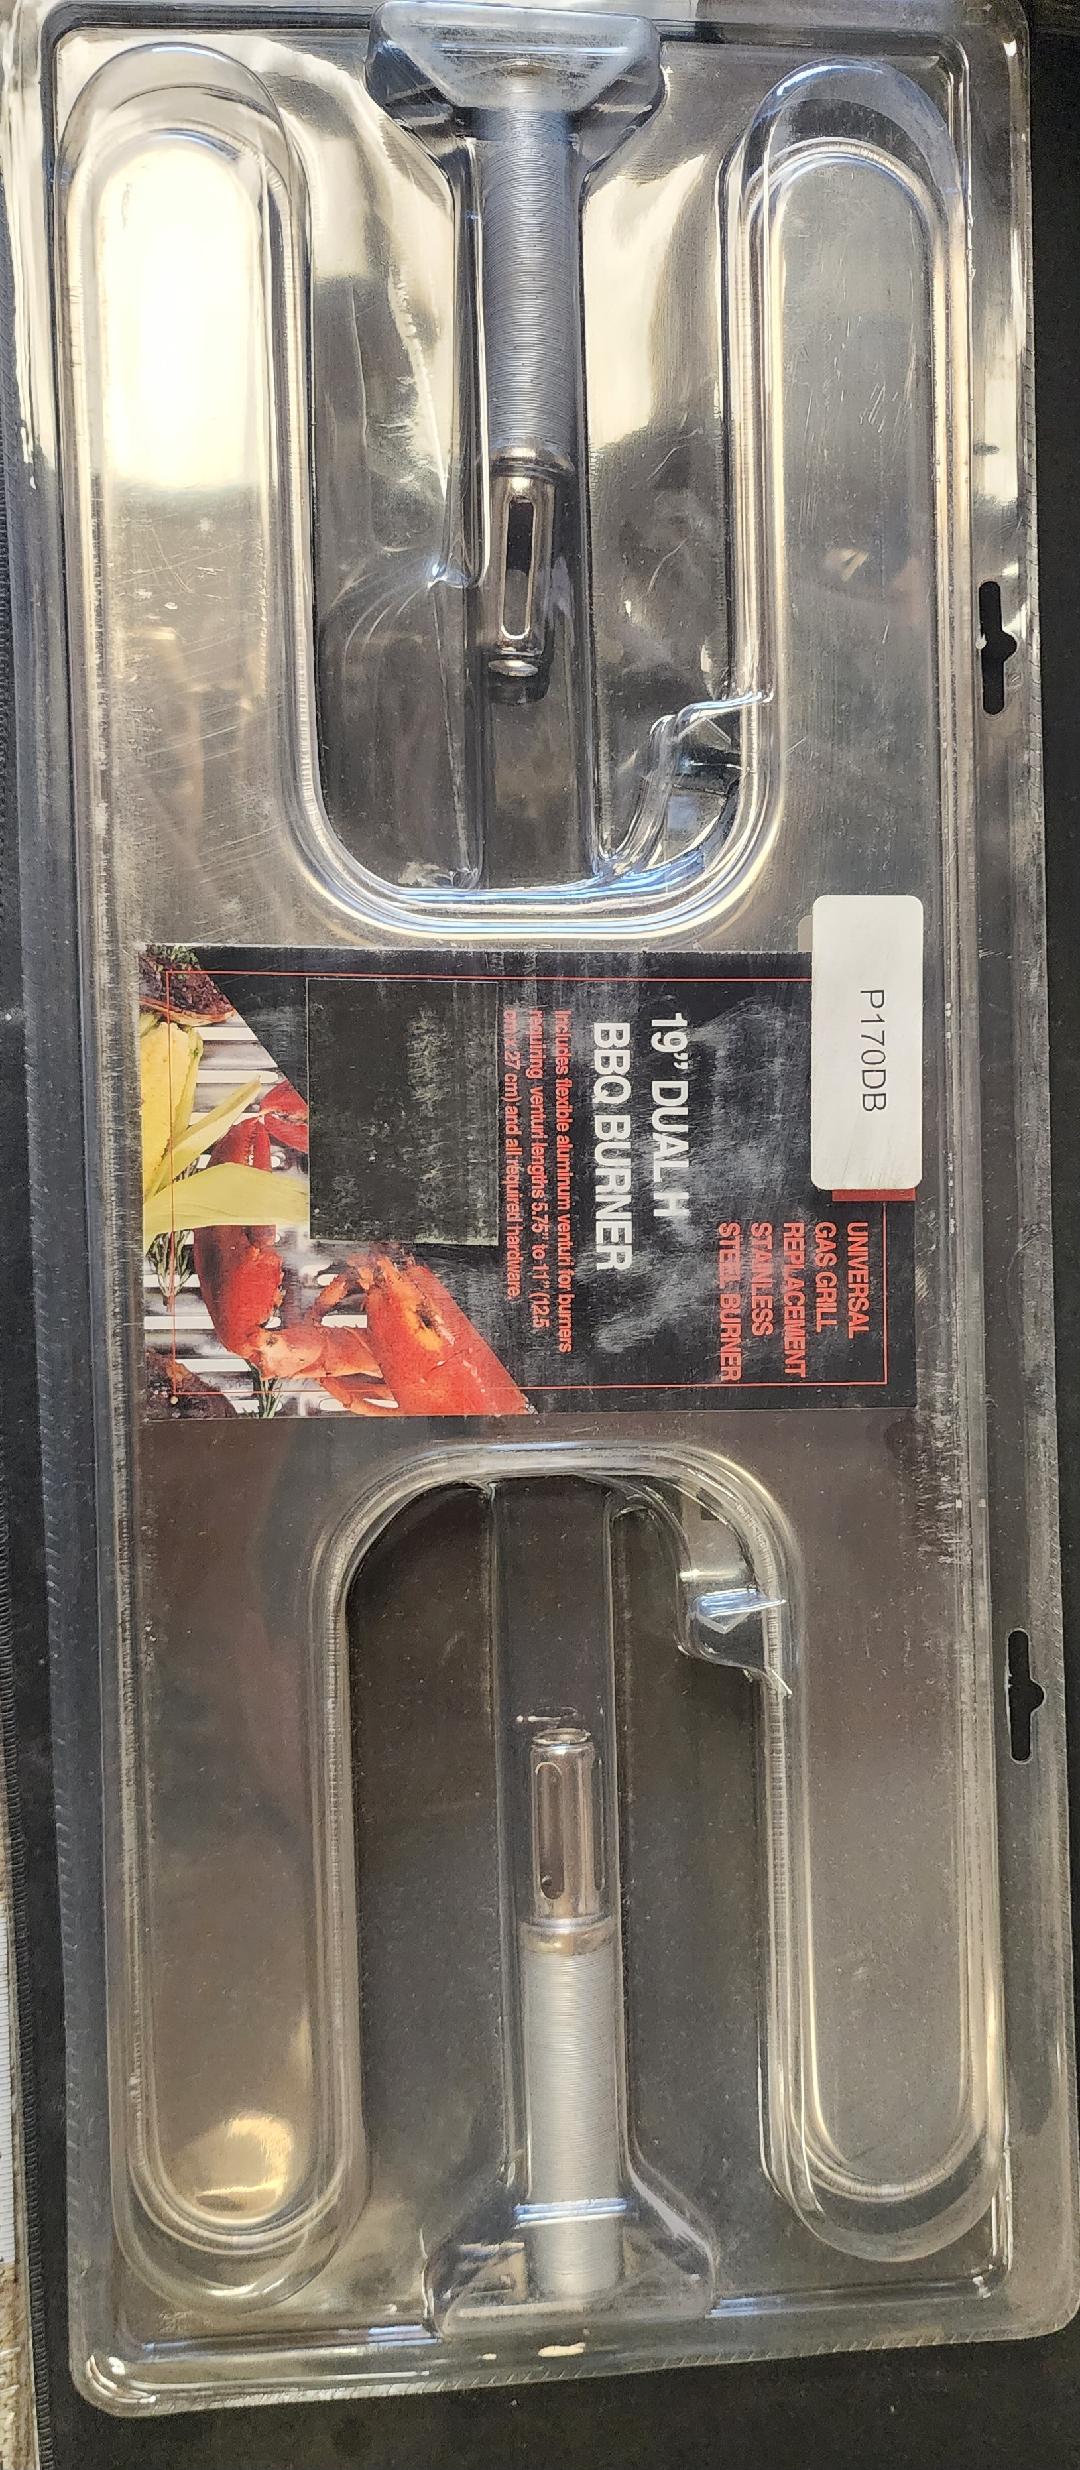 P170DB
UNIVERSAL
GAS GRILL
REPLACEMENT
STAINLESS
STEEL BURNER
19” DUAL H
BBQ BURNER
Includes flexible aluminum venturi for burners
requiring venturi lengths 5.75" to 11" (12.5
cm - 27 cm) and all required hardware.